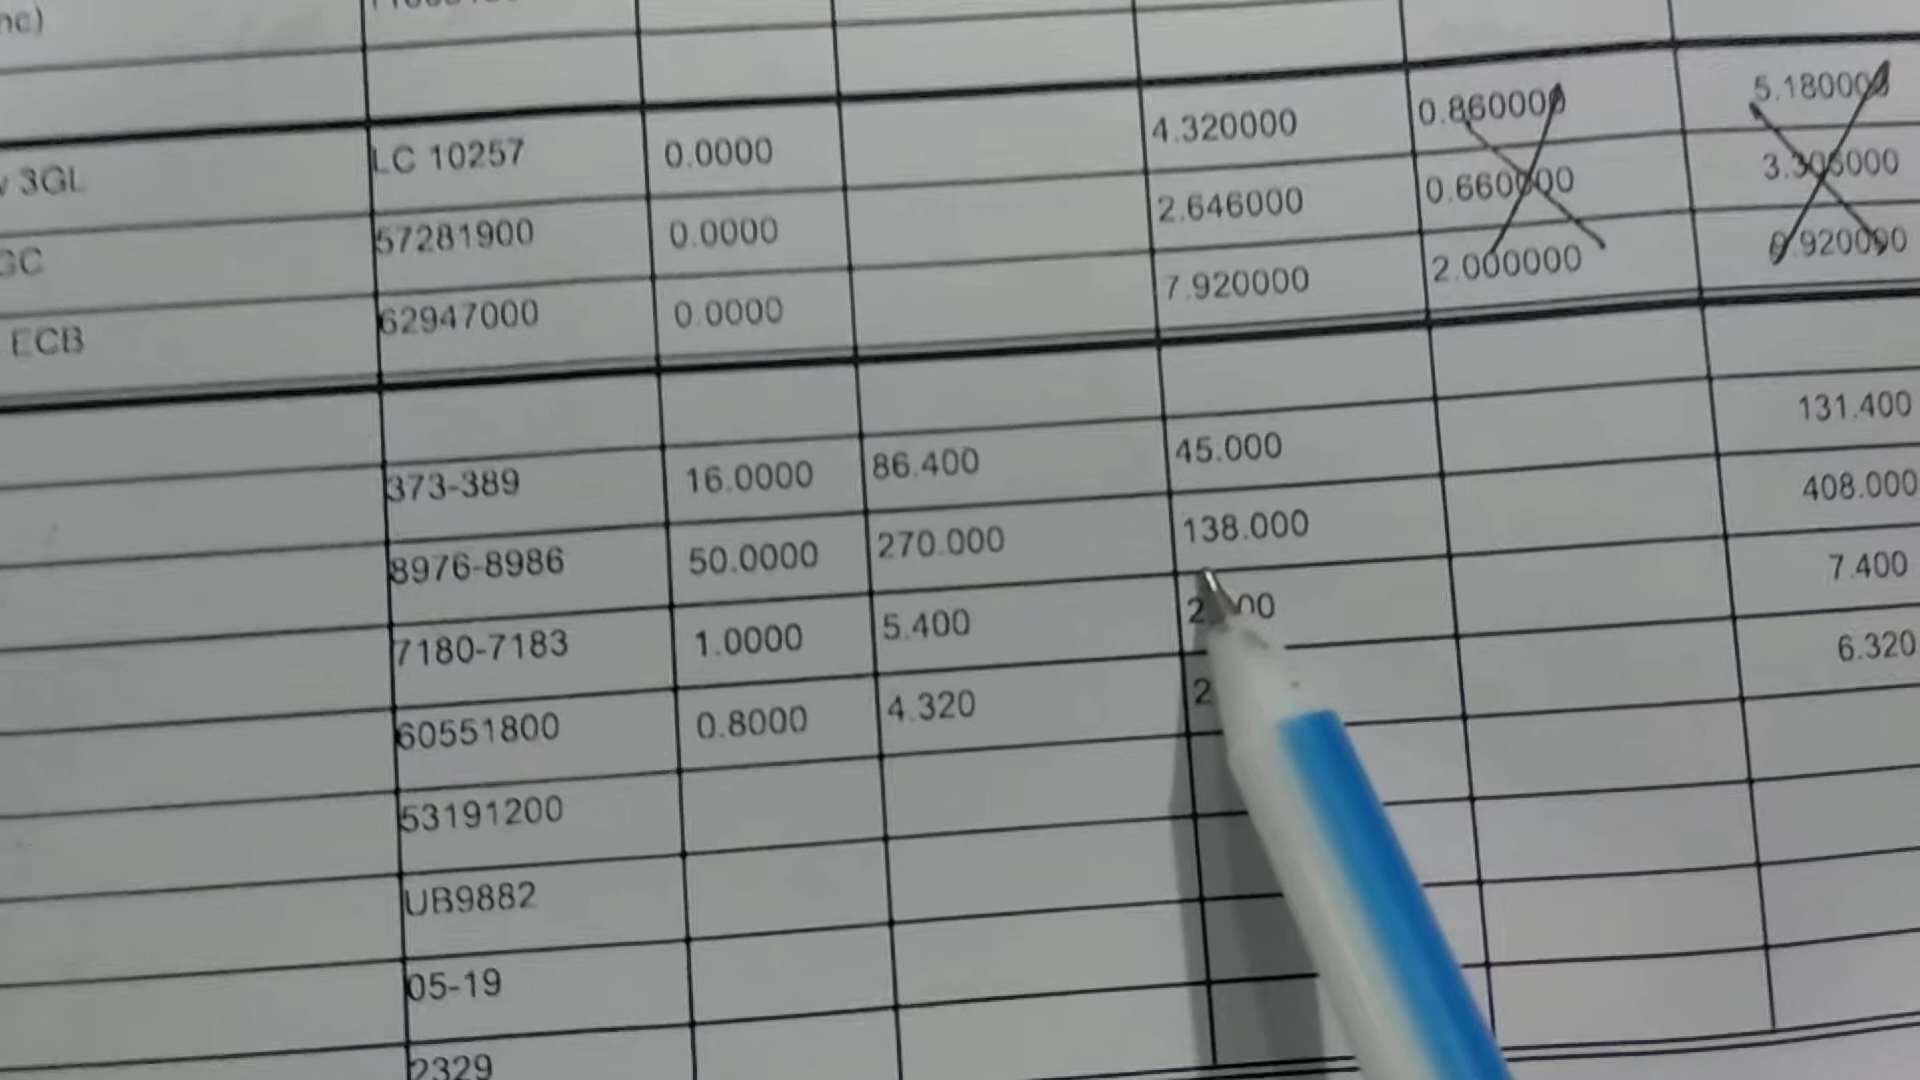 LC 10257 0.0000 4.320000 0.860000 5.180000
3GL
57281900 0.0000 2.646000 0.660000 3.306000
GC
62947000 0.0000 7.920000 2.000000 9.920000
ECB
373-389 16.0000 86.400 45.000 131.400
8976-8986 50.0000 270.000 138.000 408.000
7180-7183 1.0000 5.400 7.400
60551800 0.8000 4.320 6.320
53191200
UB9882
05-19
2329